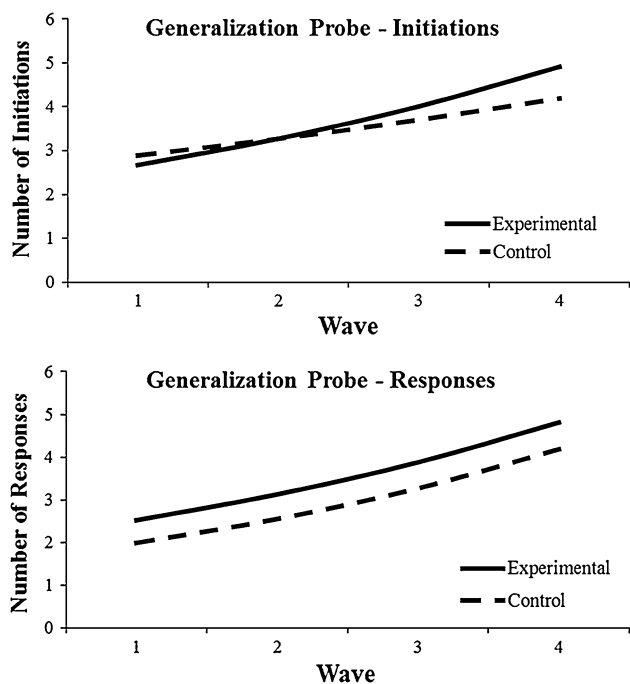 Generalization Probe - Initiations
Number of Initiations
6
5
4
3
2
1
0
Experimental
Control
1 2 3 4
Wave
Generalization Probe - Responses
Number of Responses
6
5
4
3
2
1
0
Experimental
Control
1 2 3 4
Wave